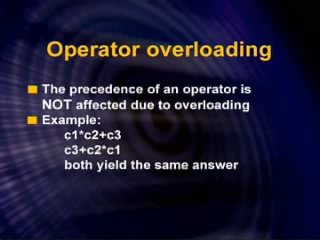 Operator overloading
The precedence of an operator is
NOT affected due to overloading
Example:
c1*c2+c3
c3+c2*c1
both yield the same answer